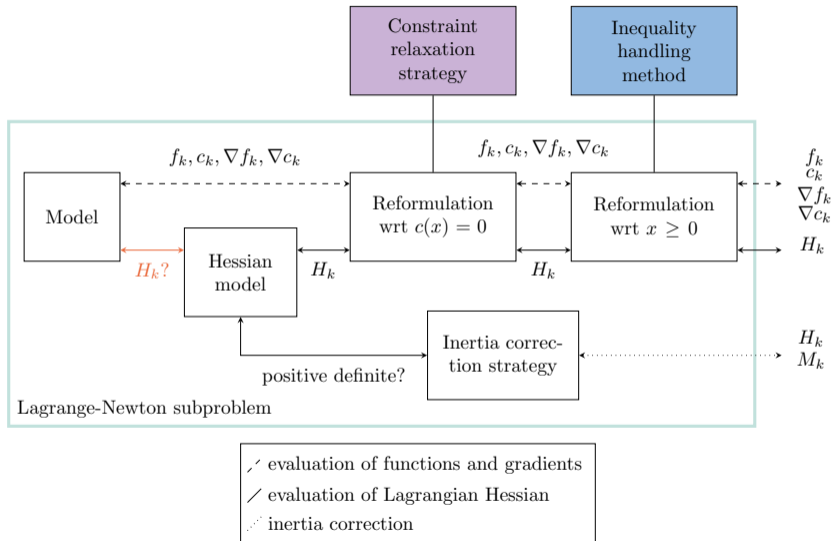 Constraint
relaxation
strategy
Inequality
handling
method
f_k, c_k, ∇f_k, ∇c_k
f_k, c_k, ∇f_k, ∇c_k
f_k
c_k
∇f_k
∇c_k
Model
Reformulation
wrt c(x) = 0
Reformulation
wrt x ≥ 0
H_k?
Hessian
model
H_k
H_k
H_k
Inertia correc-
tion strategy
positive definite?
H_k
M_k
Lagrange-Newton subproblem
evaluation of functions and gradients
evaluation of Lagrangian Hessian
inertia correction